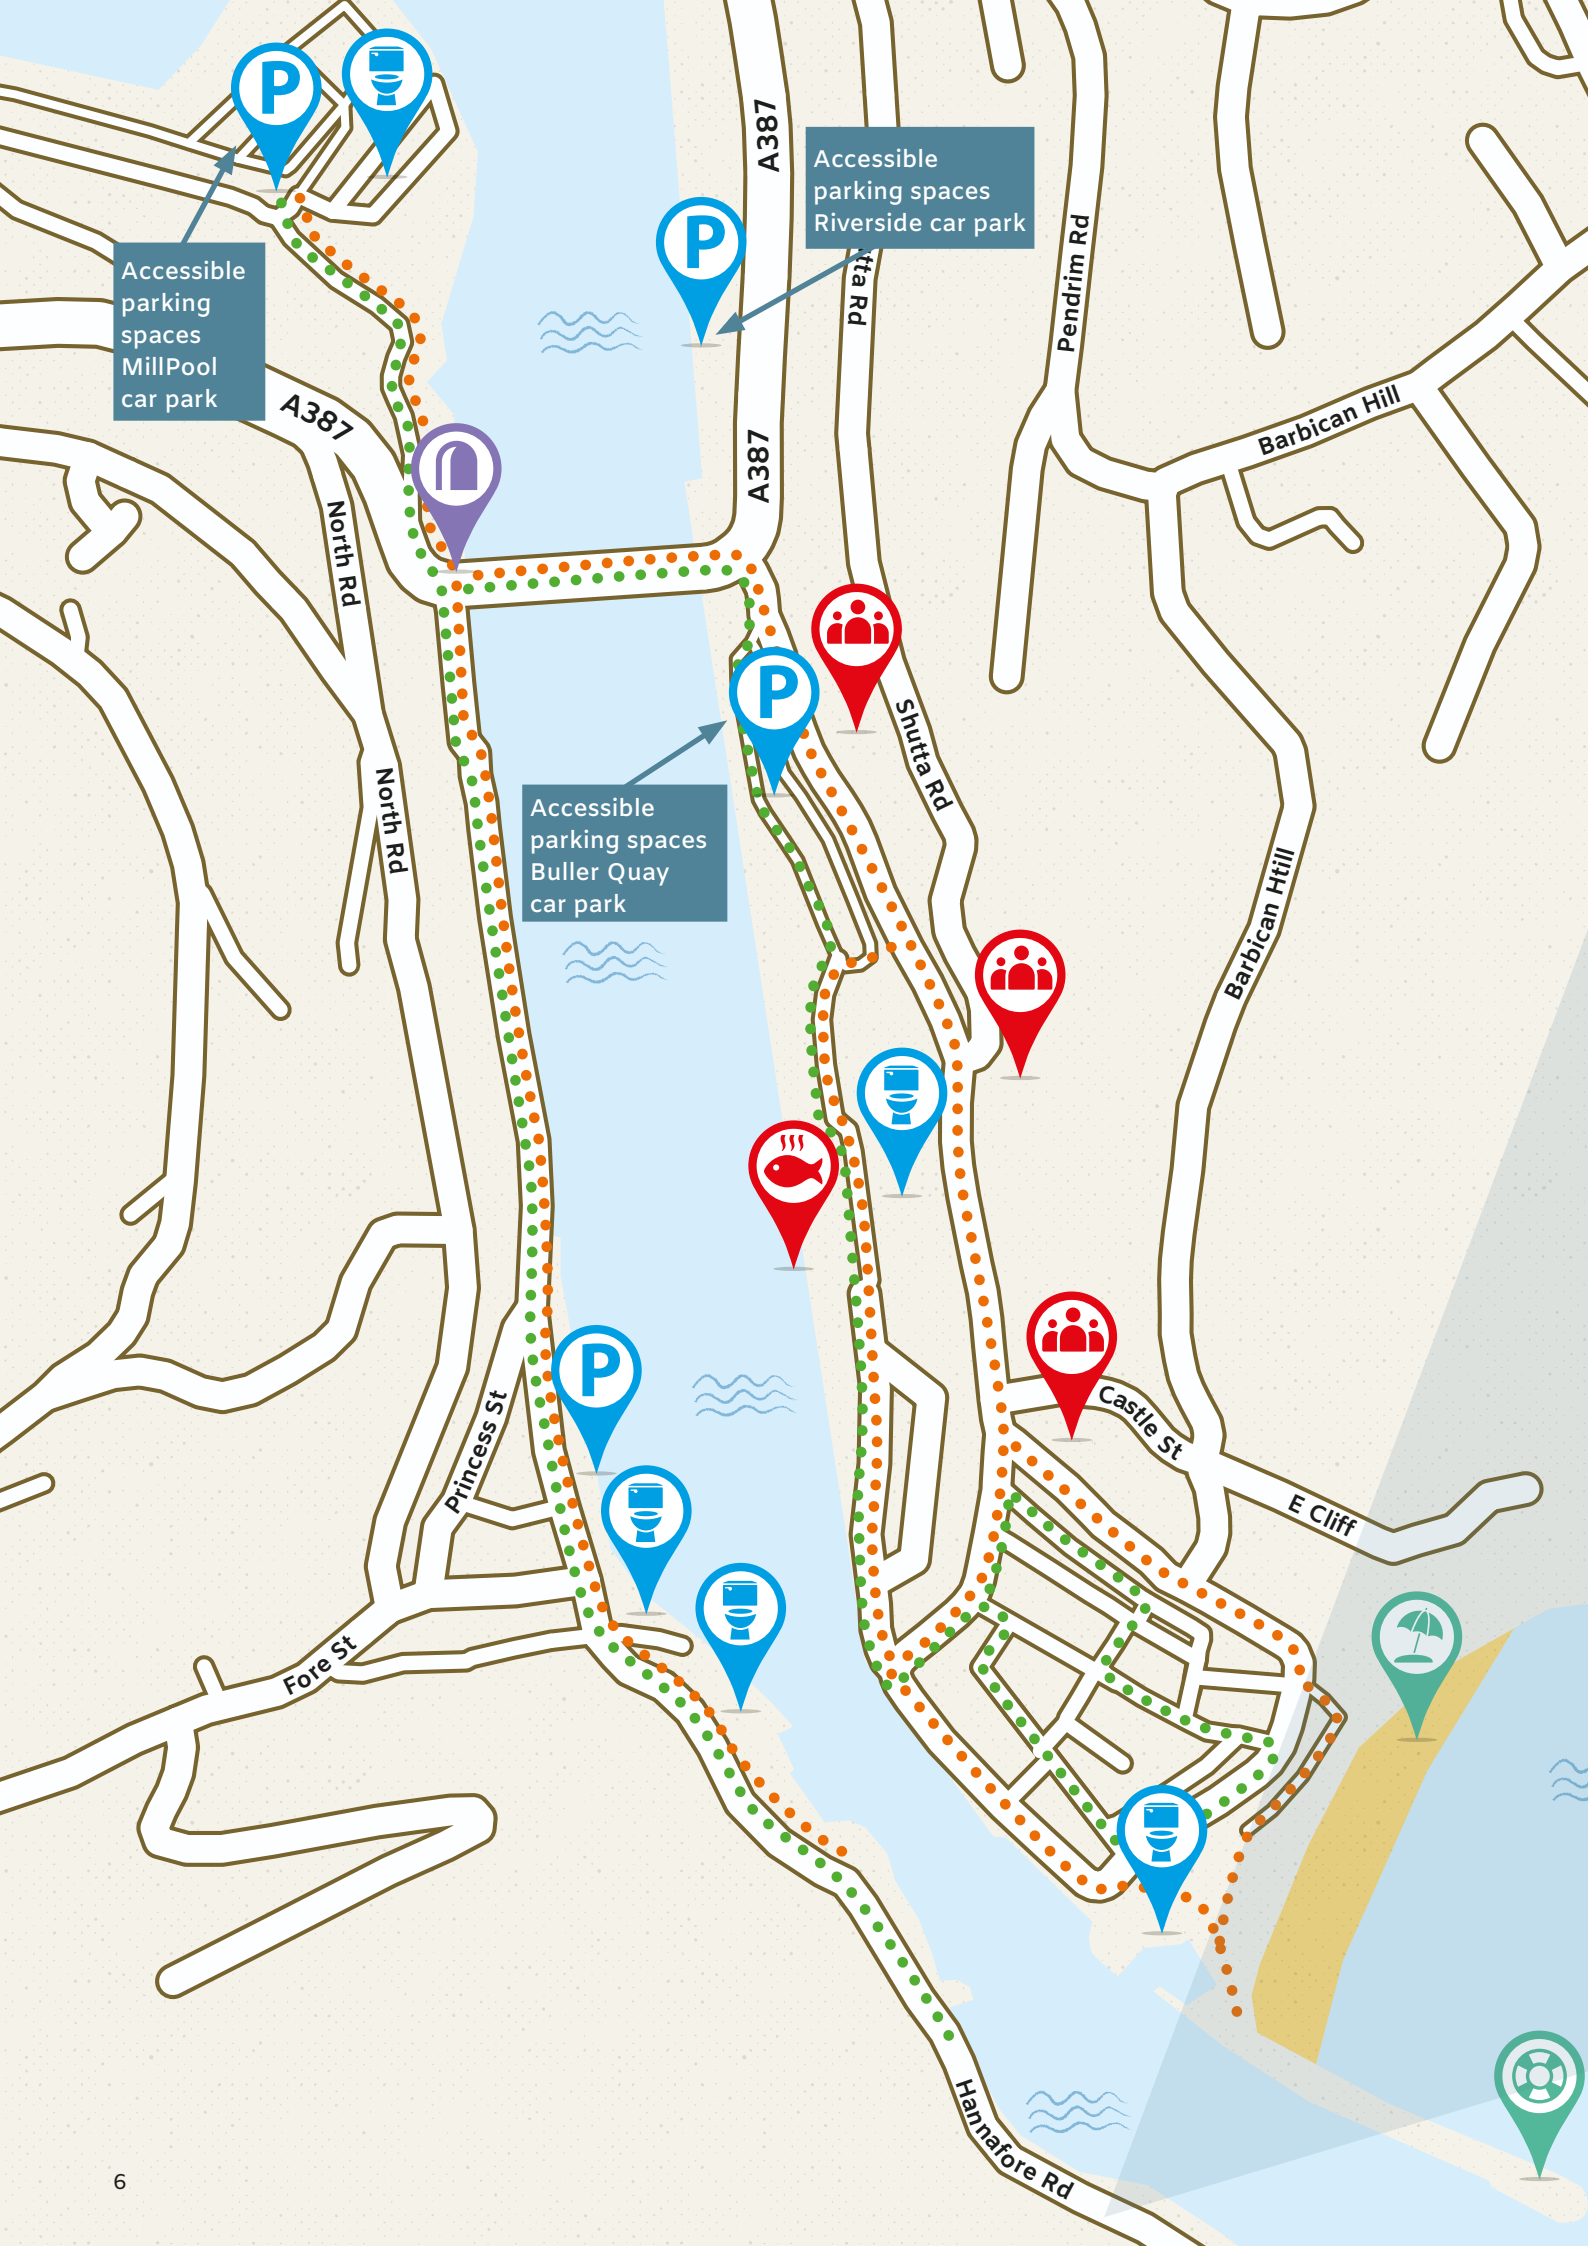 P
A387
Accessible
parking spaces
Riverside car park
P
Accessible
parking
spaces
MillPool
car park
tta Rd
Pendrim Rd
A387
Barbican Hill
A387
North Rd
P
Shutta Rd
North Rd
Accessible
parking spaces
Buller Quay
car park
Barbican Htill
P
Princess St
Castle St
E Cliff
Fore St
Hannafore Rd
6